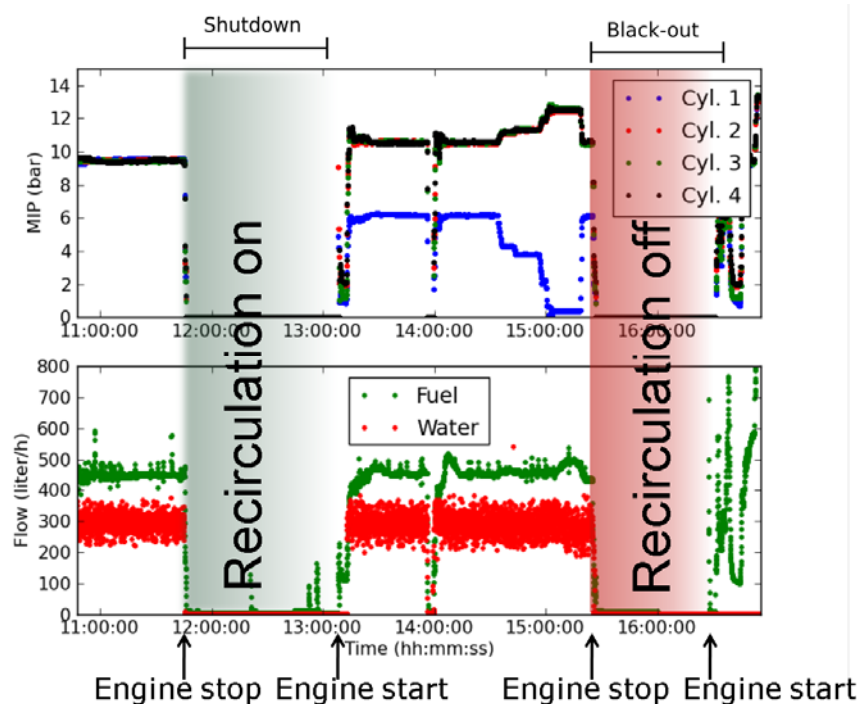 Shutdown
Black-out
14
12
10
8
6
4
2
0
MIP (bar)
Cyl. 1
Cyl. 2
Cyl. 3
Cyl. 4
11:00:00 12:00:00 13:00:00 14:00:00 15:00:00 16:00:00
Recirculation on
Recirculation off
800
700
600
500
400
300
200
100
0
Flow (liter/h)
Fuel
Water
11:00:00 12:00:00 13:00:00 14:00:00 15:00:00 16:00:00
Time (hh:mm:ss)
Engine stop Engine start Engine stop Engine start